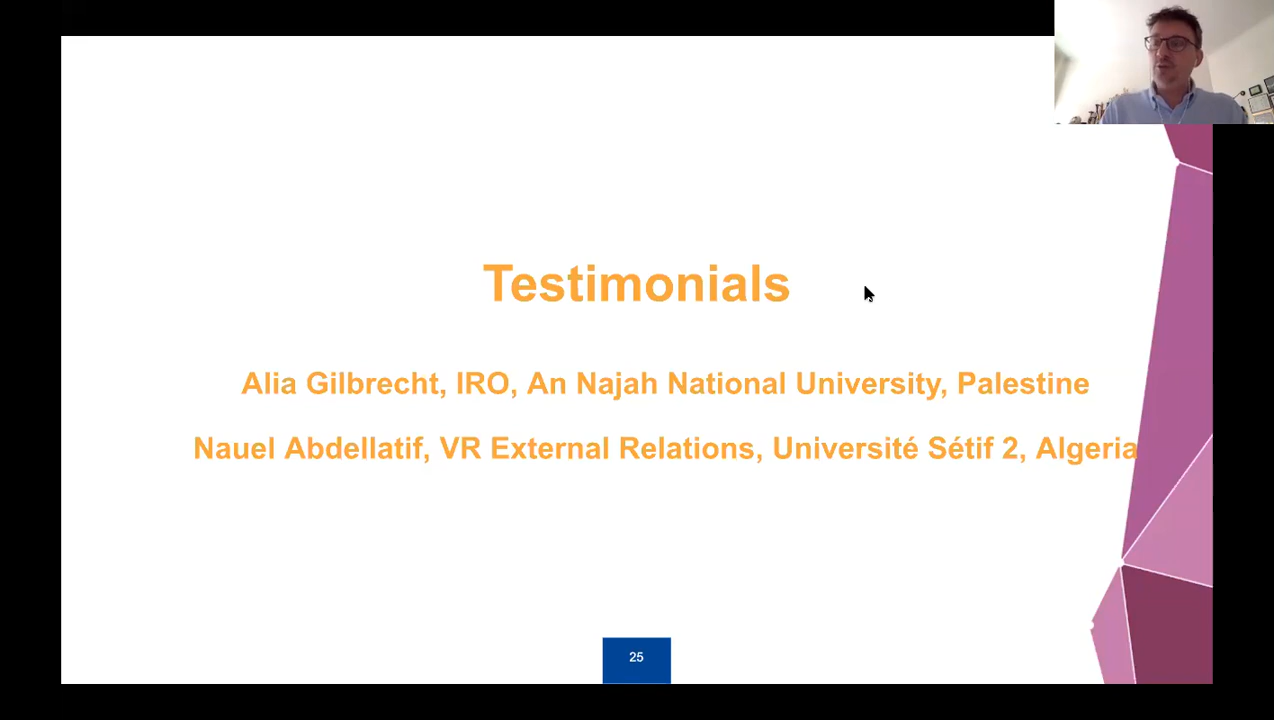 Testimonials
Alia Gilbrecht, IRO, An Najah National University, Palestine
Nauel Abdellatif, VR External Relations, Université Sétif 2, Algeria
25